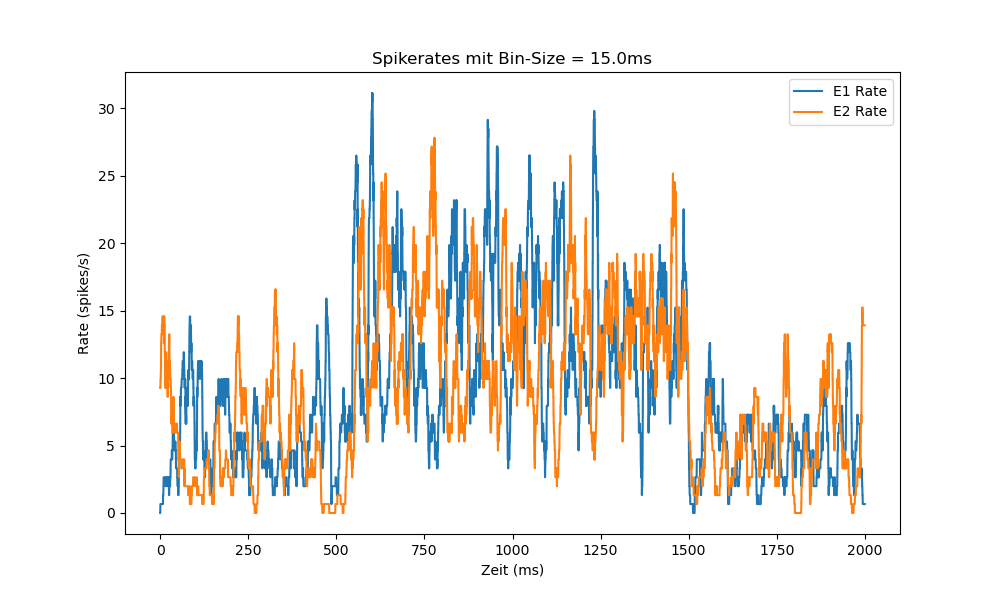 Spikerates mit Bin-Size = 15.0ms
E1 Rate
E2 Rate
30
25
20
15
10
5
0
Rate (spikes/s)
0 250 500 750 1000 1250 1500 1750 2000
Zeit (ms)